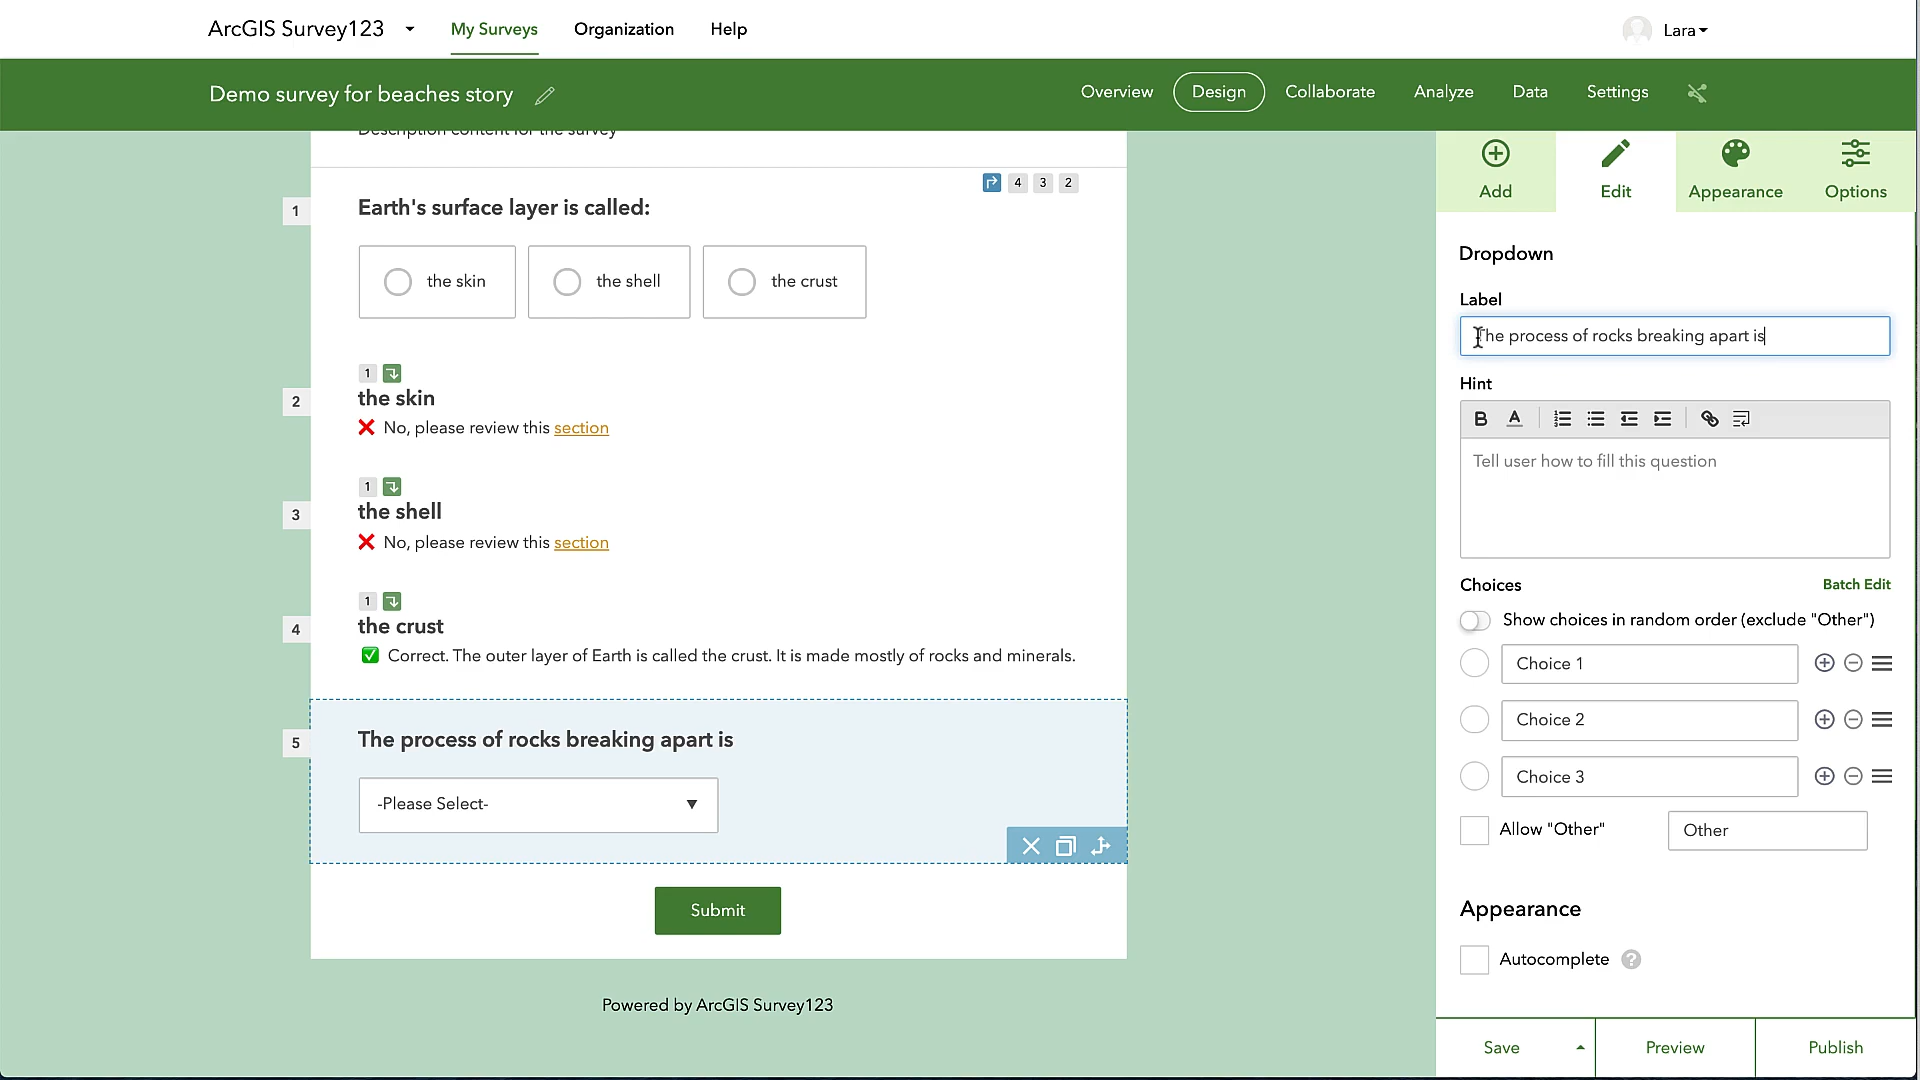 ArcGIS Survey123
My Surveys
Organization
Help
Lara
Demo survey for beaches story
Overview
Design
Collaborate
Analyze
Data
Settings
Description content for the survey
4 3 2
1
Earth's surface layer is called:
the skin
the shell
the crust
1
2
the skin
No, please review this section
1
3
the shell
No, please review this section
1
4
the crust
Correct. The outer layer of Earth is called the crust. It is made mostly of rocks and minerals.
5
The process of rocks breaking apart is
-Please Select-
Submit
Powered by ArcGIS Survey123
Add
Edit
Appearance
Options
Dropdown
Label
The process of rocks breaking apart is
Hint
B A
Tell user how to fill this question
Choices
Batch Edit
Show choices in random order (exclude "Other")
Choice 1
Choice 2
Choice 3
Allow "Other"
Other
Appearance
Autocomplete ?
Save
Preview
Publish